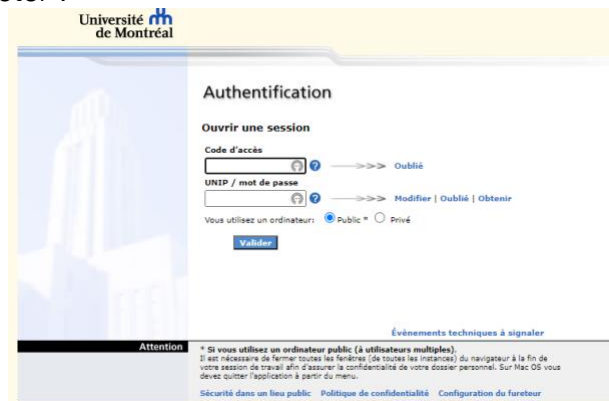 Université
de Montréal
Authentification
Ouvrir une session
Code d'accès
Oublié
UNIP / mot de passe
Modifier | Oublié | Obtenir
Vous utilisez un ordinateur: Public * Privé
Valider
Évènements techniques à signaler
Attention
* Si vous utilisez un ordinateur public (à utilisateurs multiples).
Il est nécessaire de fermer toutes les fenêtres (de toutes les instances) du navigateur à la fin de
votre session de travail afin d'assurer la confidentialité de votre dossier personnel. Sur Mac OS vous
devez quitter l'application à partir du menu.
Sécurité dans un lieu public Politique de confidentialité Configuration du fureteur